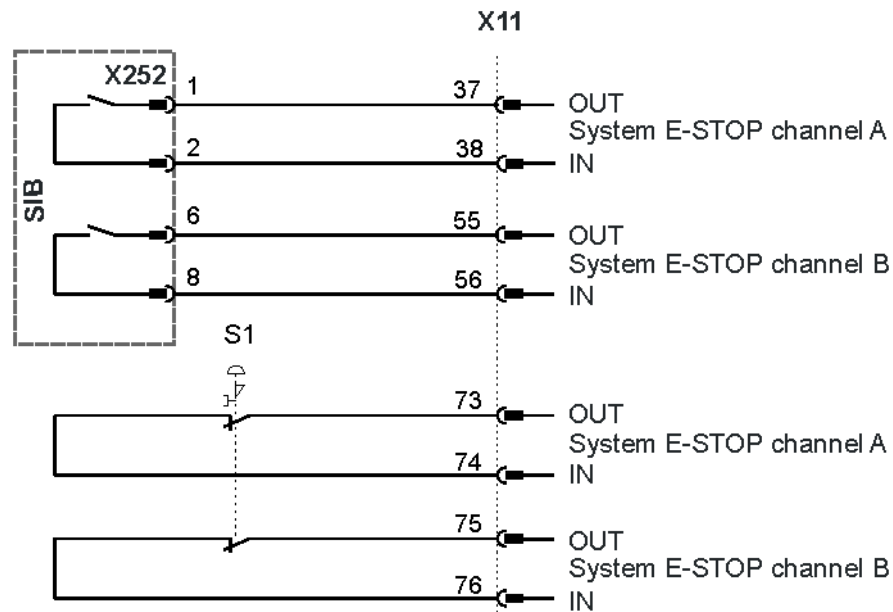 X11
X252
1
37
OUT
System E-STOP channel A
2
38
IN
SIB
6
55
OUT
System E-STOP channel B
8
56
IN
S1
73
OUT
System E-STOP channel A
74
IN
75
OUT
System E-STOP channel B
76
IN